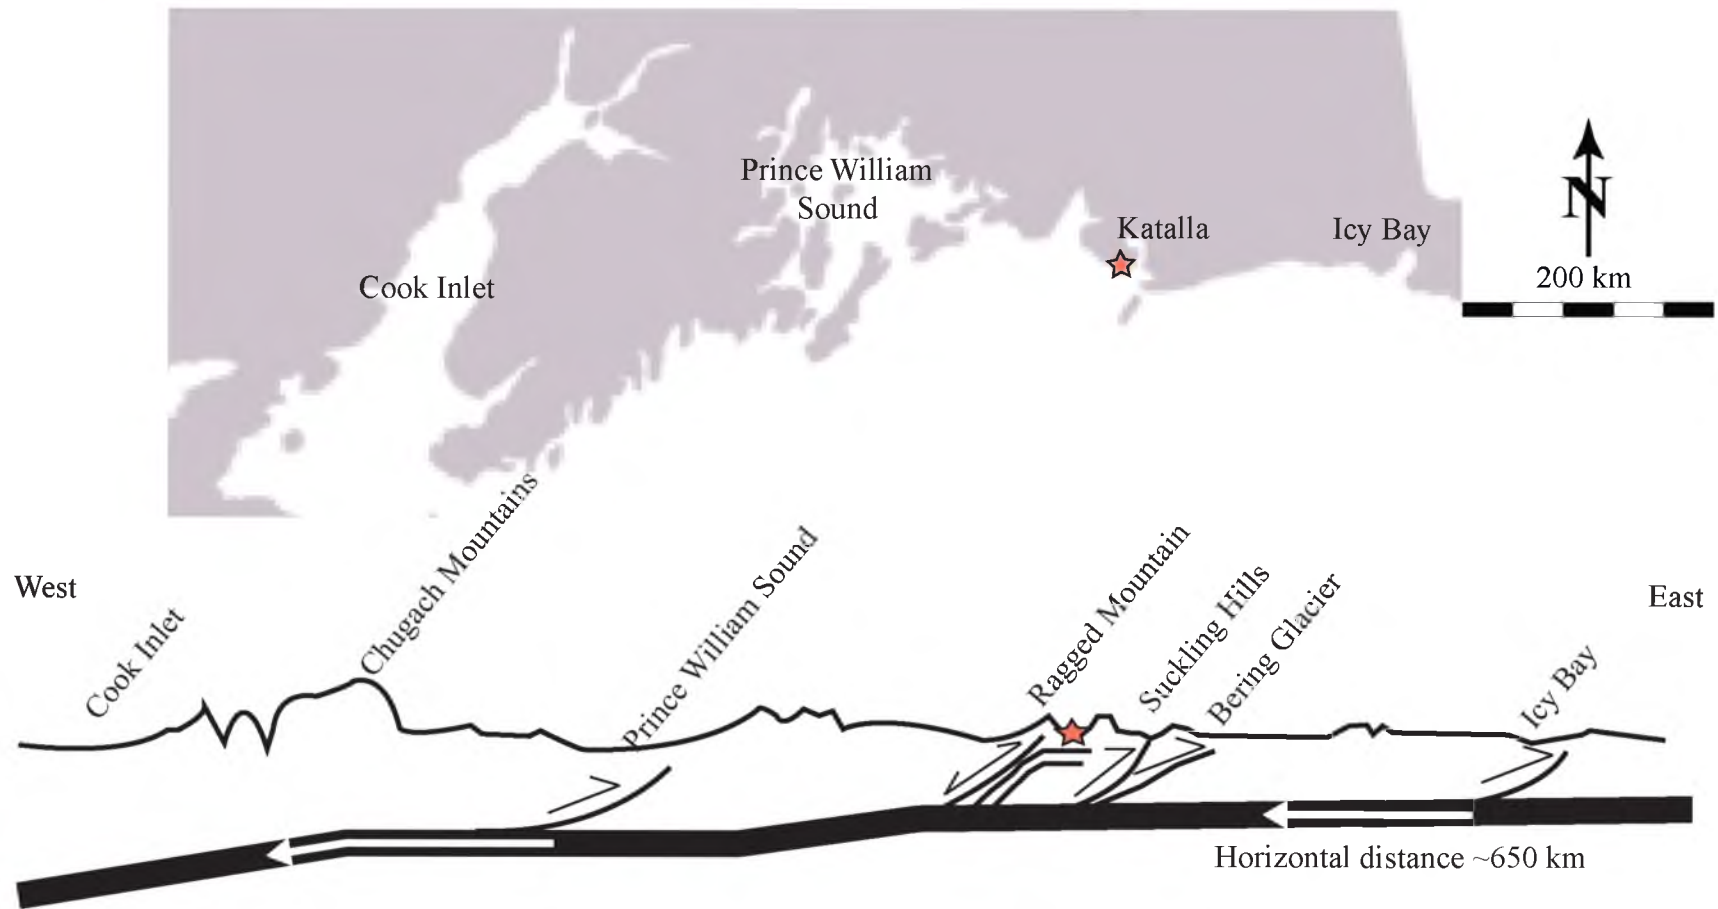 Prince William
Sound
Katalla
Icy Bay
N
200 km
Cook Inlet
West
East
Cook Inlet
Chugach Mountains
Prince William Sound
Ragged Mountain
Suckling Hills
Bering Glacier
Icy Bay
Horizontal distance ~650 km